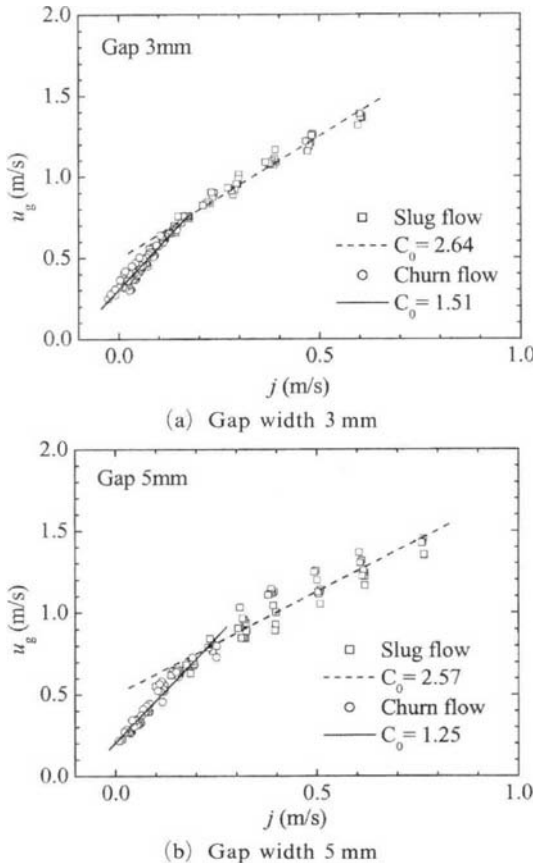 2.0
Gap 3mm
1.5
1.0
u_g (m/s)
0.5
0.0
Slug flow
C_0= 2.64
Churn flow
C_0= 1.51
0.0 0.5 1.0
j (m/s)
(a) Gap width 3 mm
2.0
Gap 5mm
1.5
1.0
u_g (m/s)
0.5
0.0
Slug flow
C_0= 2.57
Churn flow
C_0= 1.25
0.0 0.5 1.0
j (m/s)
(b) Gap width 5 mm